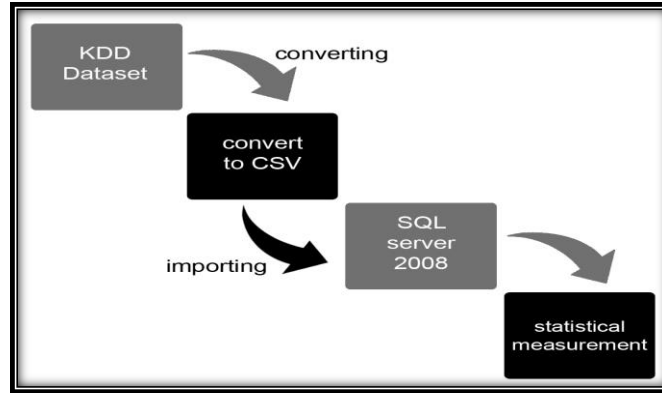 KDD
Dataset
converting
convert
to CSV
importing
SQL
server
2008
statistical
measurement